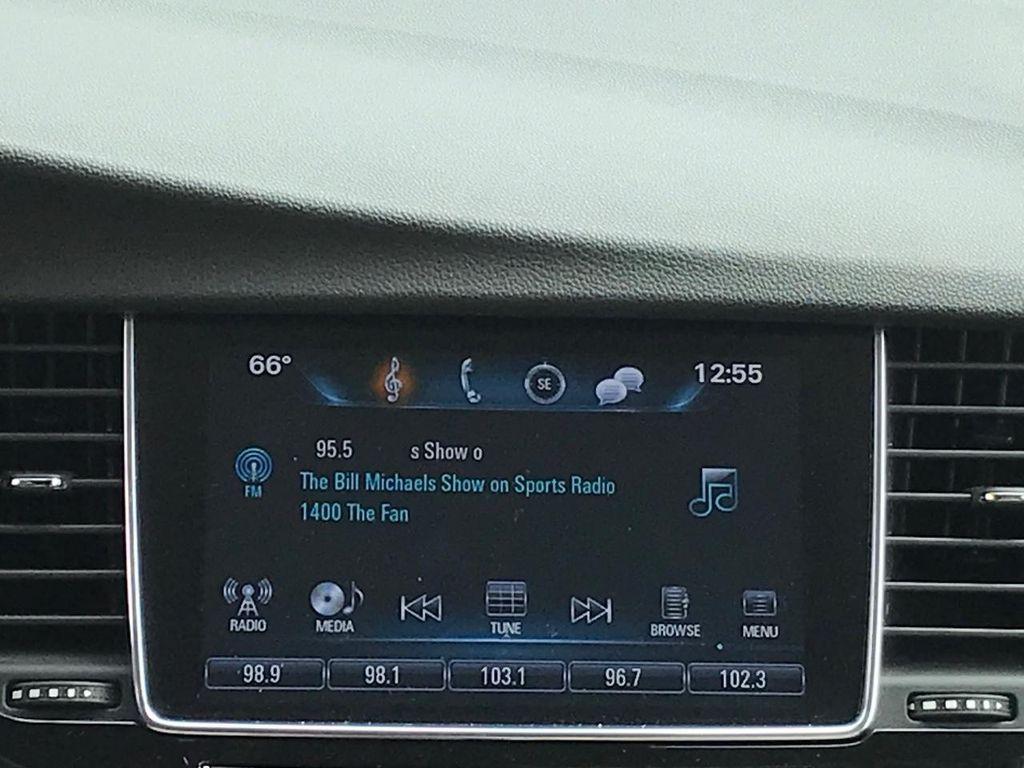 66° SE 12:55
95.5 s Show o
FM
The Bill Michaels Show on Sports Radio
1400 The Fan
RADIO MEDIA TUNE BROWSE MENU
98.9 98.1 103.1 96.7 102.3